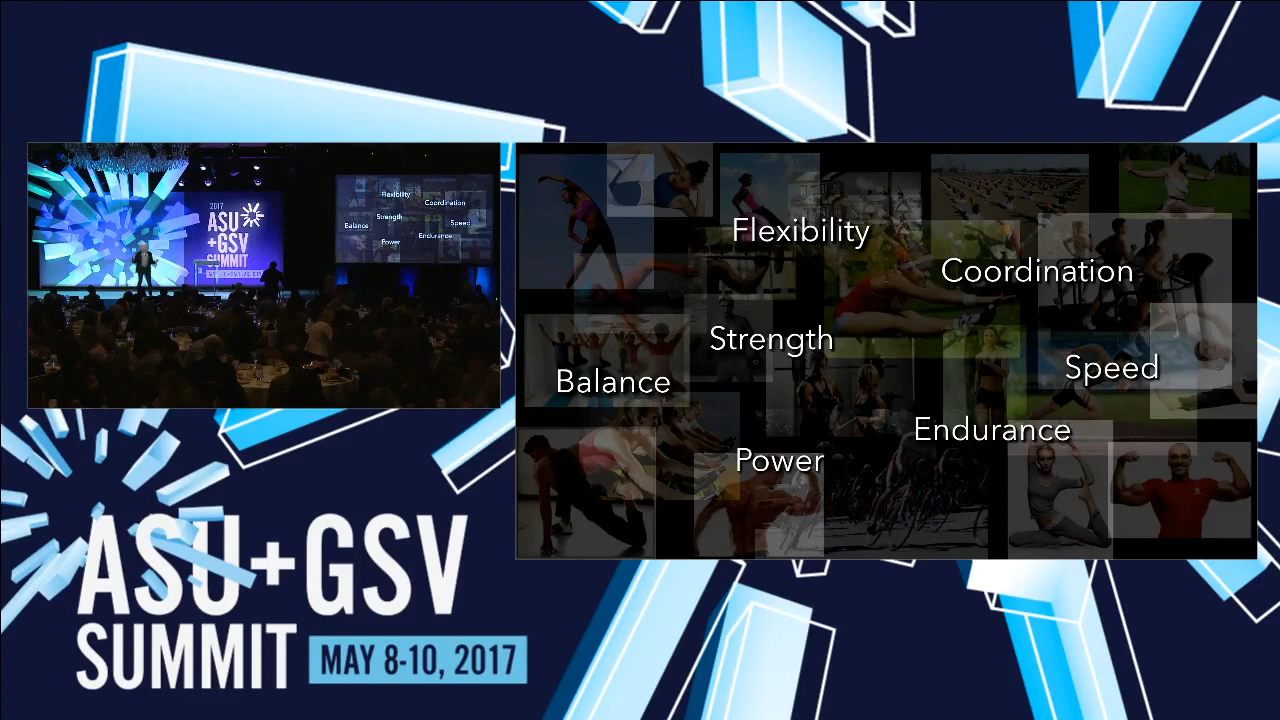 2017
ASU
+GSV
SUMMIT
Flexibility
Coordination
Strength
Balance
Speed
Endurance
Power
Flexibility
Coordination
Strength
Balance
Speed
Endurance
Power
ASU+GSV
SUMMIT
MAY 8-10, 2017